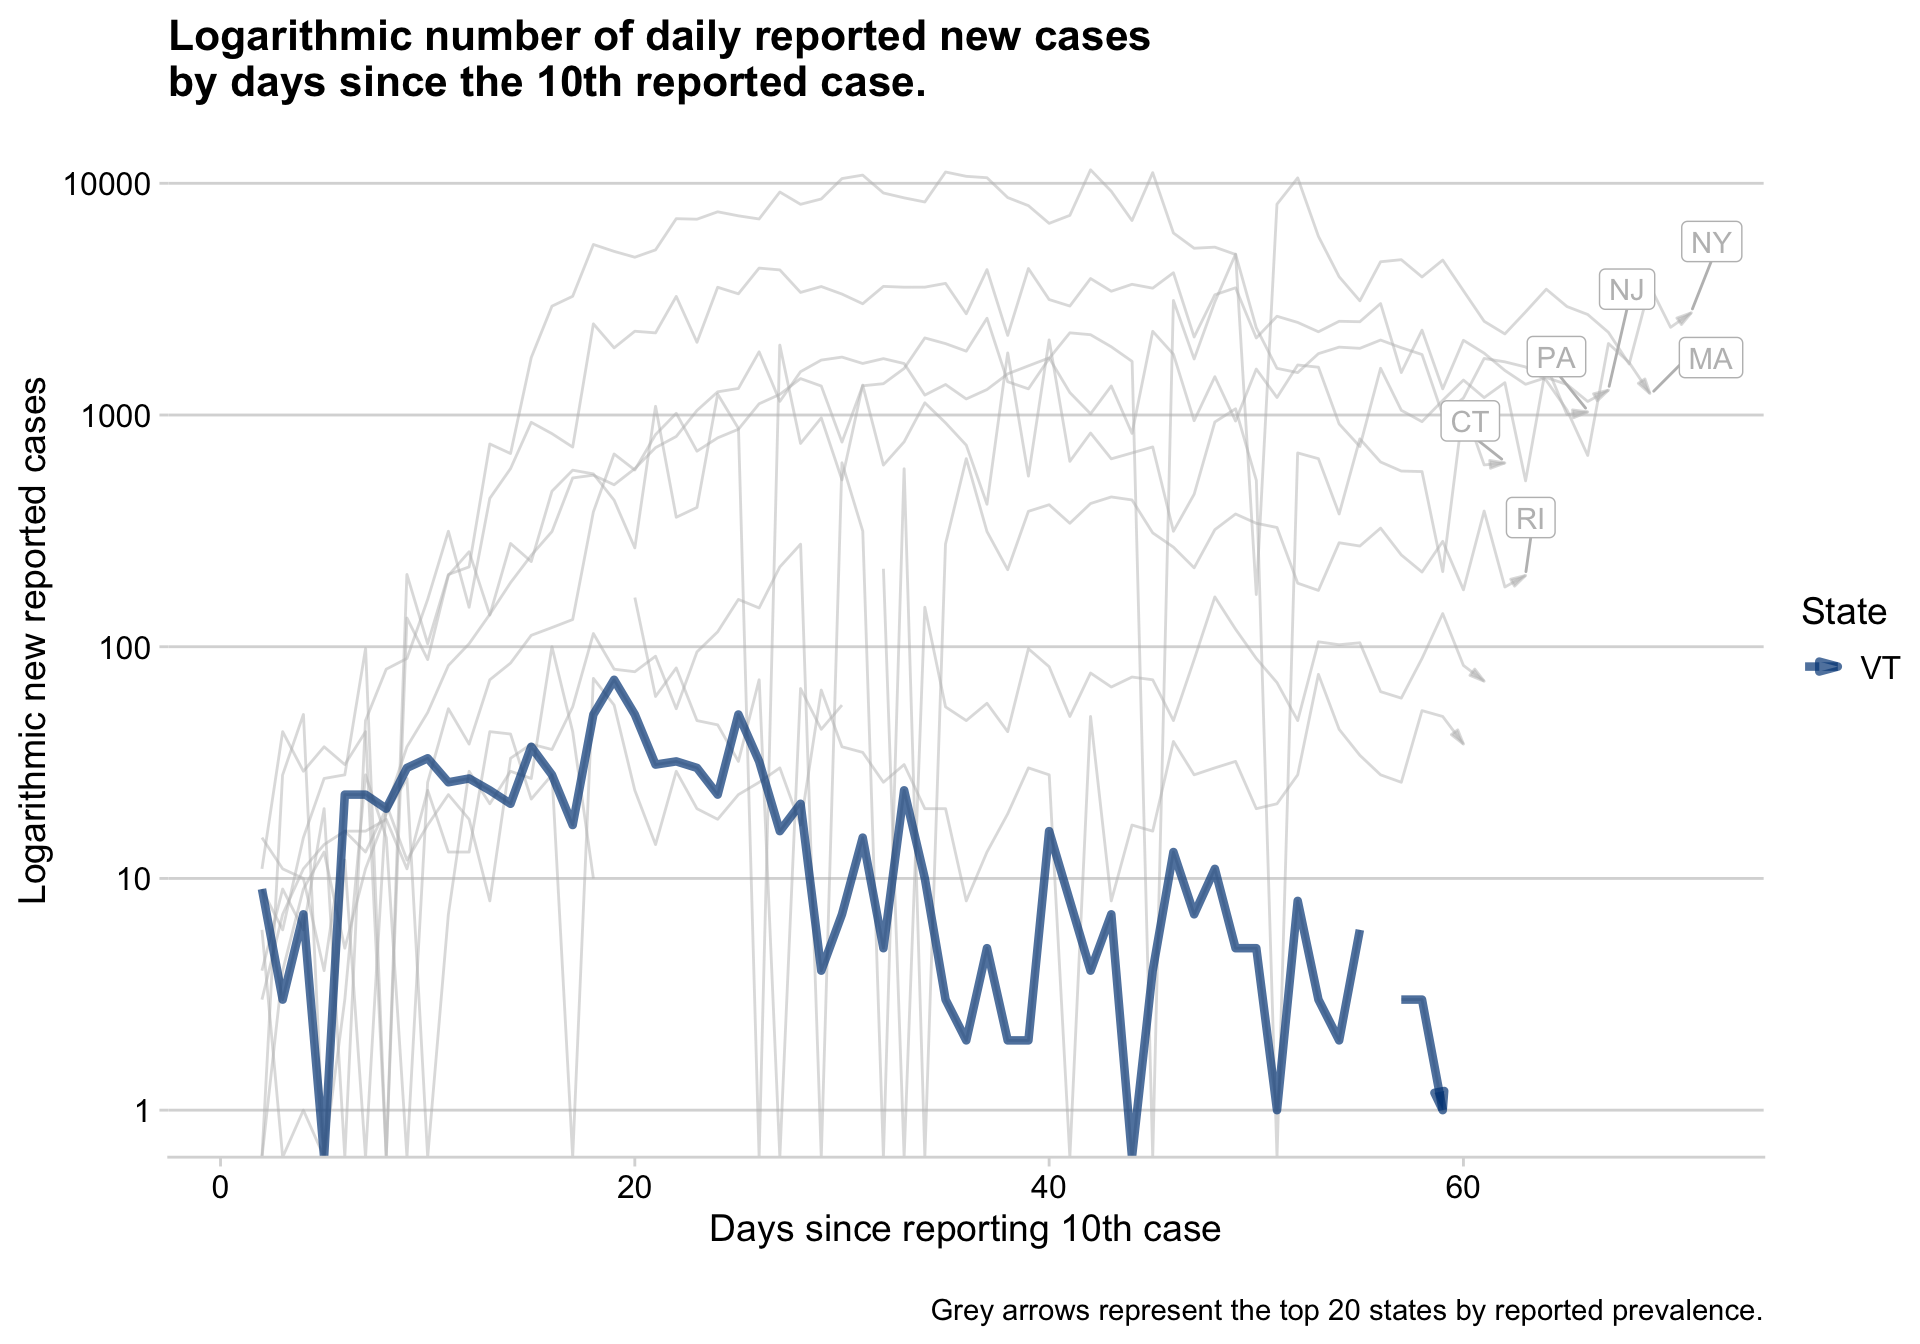 Logarithmic number of daily reported new cases
by days since the 10th reported case.
Logarithmic new reported cases
10000
1000
100
10
1
NY
NJ
PA
MA
CT
RI
State
VT
0
20
40
60
Days since reporting 10th case
Grey arrows represent the top 20 states by reported prevalence.